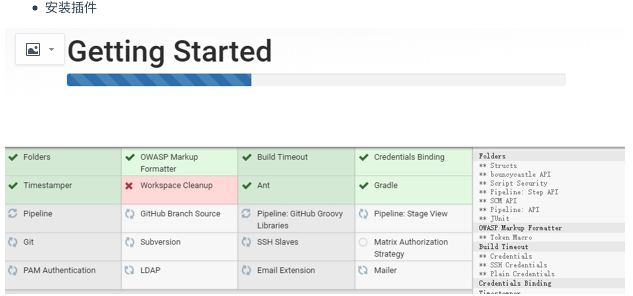 安装插件
Getting Started
Folders
OWASP Markup
Formatter
Build Timeout
Credentials Binding
Timestamper
Workspace Cleanup
Ant
Gradle
Pipeline
GitHub Branch Source
Pipeline: GitHub Groovy
Libraries
Pipeline: Stage View
Git
Subversion
SSH Slaves
Matrix Authorization
Strategy
PAM Authentication
LDAP
Email Extension
Mailer
Folders
** Structs
** bouncycastle API
** Script Security
** Pipeline: Step API
** SCM API
** Pipeline: API
** JUnit
OWASP Markup Formatter
** Token Macro
Build Timeout
** Credentials
** SSH Credentials
** Plain Credentials
Credentials Binding
Timestamper